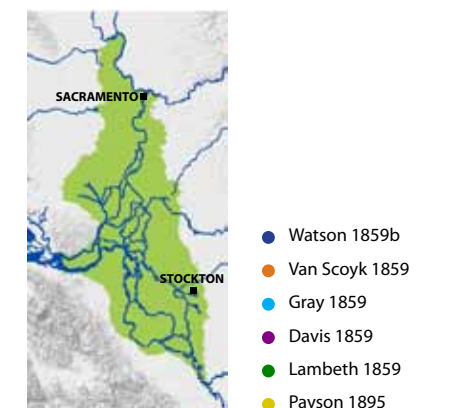 SACRAMENTO
STOCKTON
Watson 1859b
Van Scoyk 1859
Gray 1859
Davis 1859
Lambeth 1859
Payson 1895